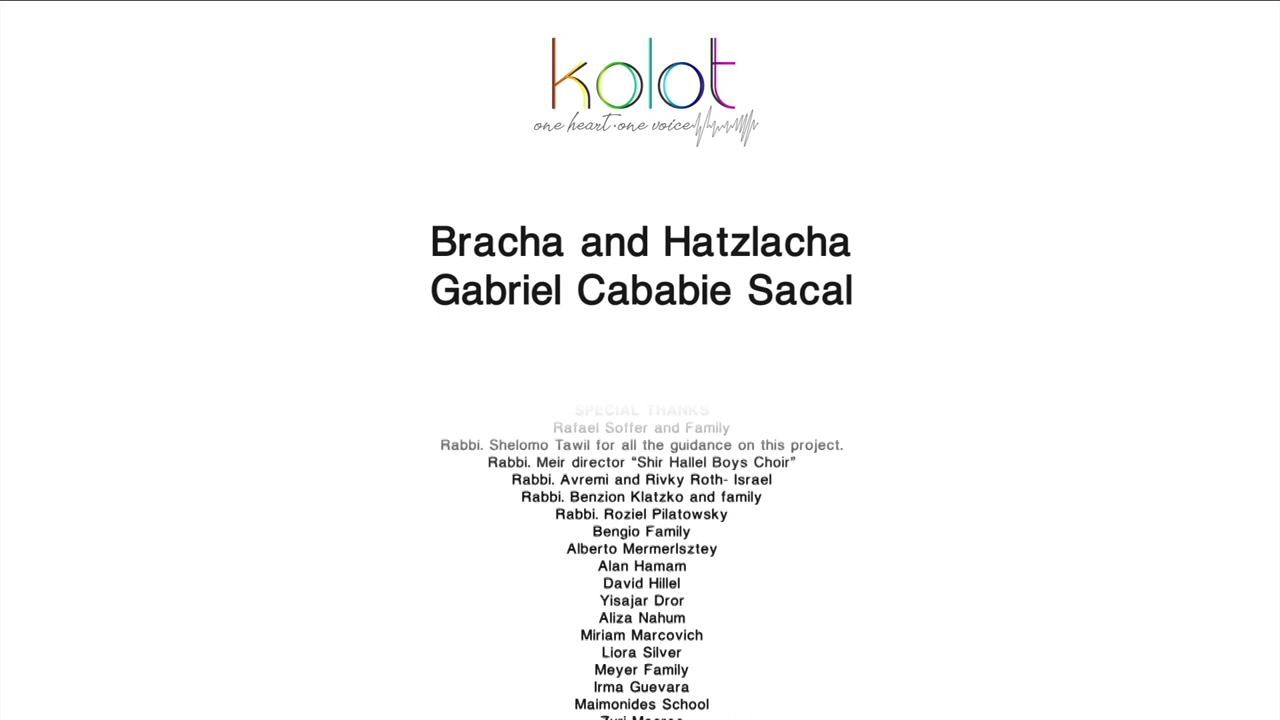 kolot
one heart·one voice
Bracha and Hatzlacha
Gabriel Cababie Sacal
SPECIAL THANKS
Rafael Soffer and Family
Rabbi. Shelomo Tawil for all the guidance on this project.
Rabbi. Meir director “Shir Hallel Boys Choir”
Rabbi. Avremi and Rivky Roth- Israel
Rabbi. Benzion Klatzko and family
Rabbi. Roziel Pilatowsky
Bengio Family
Alberto Mermerlsztey
Alan Hamam
David Hillel
Yisajar Dror
Aliza Nahum
Miriam Marcovich
Liora Silver
Meyer Family
Irma Guevara
Maimonides School